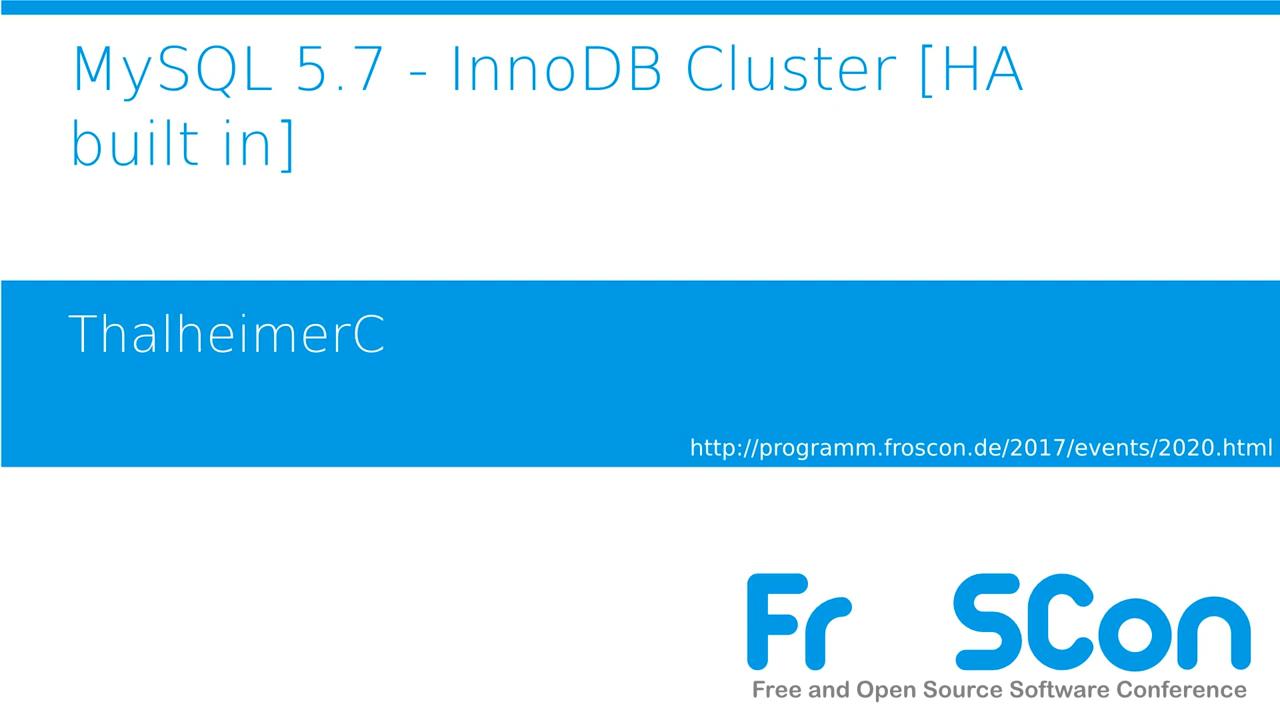 MySQL 5.7 - InnoDB Cluster [HA
built in]
ThalheimerC
http://programm.froscon.de/2017/events/2020.html
Fr SCon
Free and Open Source Software Conference